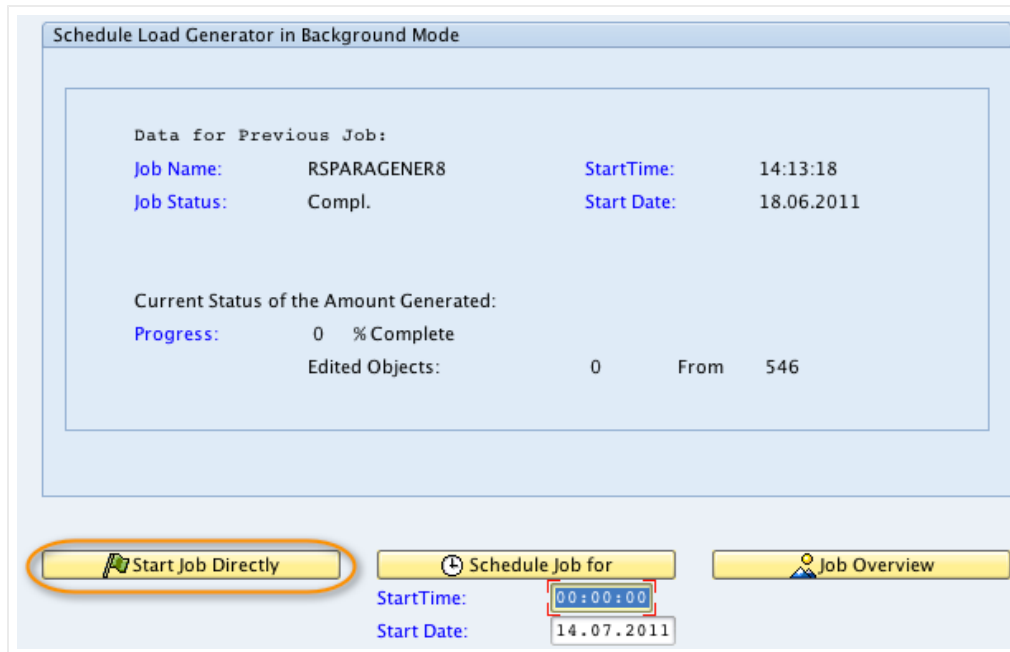 Schedule Load Generator in Background Mode
Data for Previous Job:
Job Name: RSPARAGENER8 StartTime: 14:13:18
Job Status: Compl. Start Date: 18.06.2011
Current Status of the Amount Generated:
Progress: 0 % Complete
Edited Objects: 0 From 546
Start Job Directly Schedule Job for Job Overview
StartTime: 00:00:00
Start Date: 14.07.2011